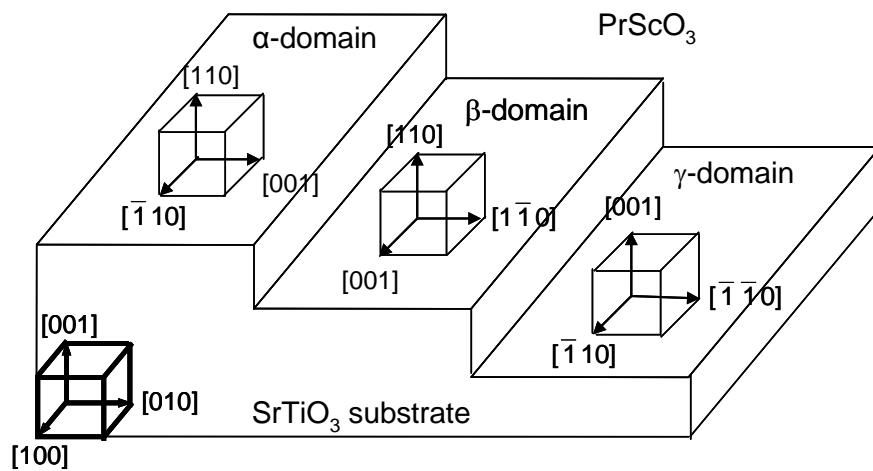 α-domain
PrScO₃
[110]
[001]
[1̅10]
β-domain
[110]
[11̅0]
[001]
γ-domain
[001]
[1̅1̅0]
[1̅10]
[001]
[010]
[100]
SrTiO₃ substrate